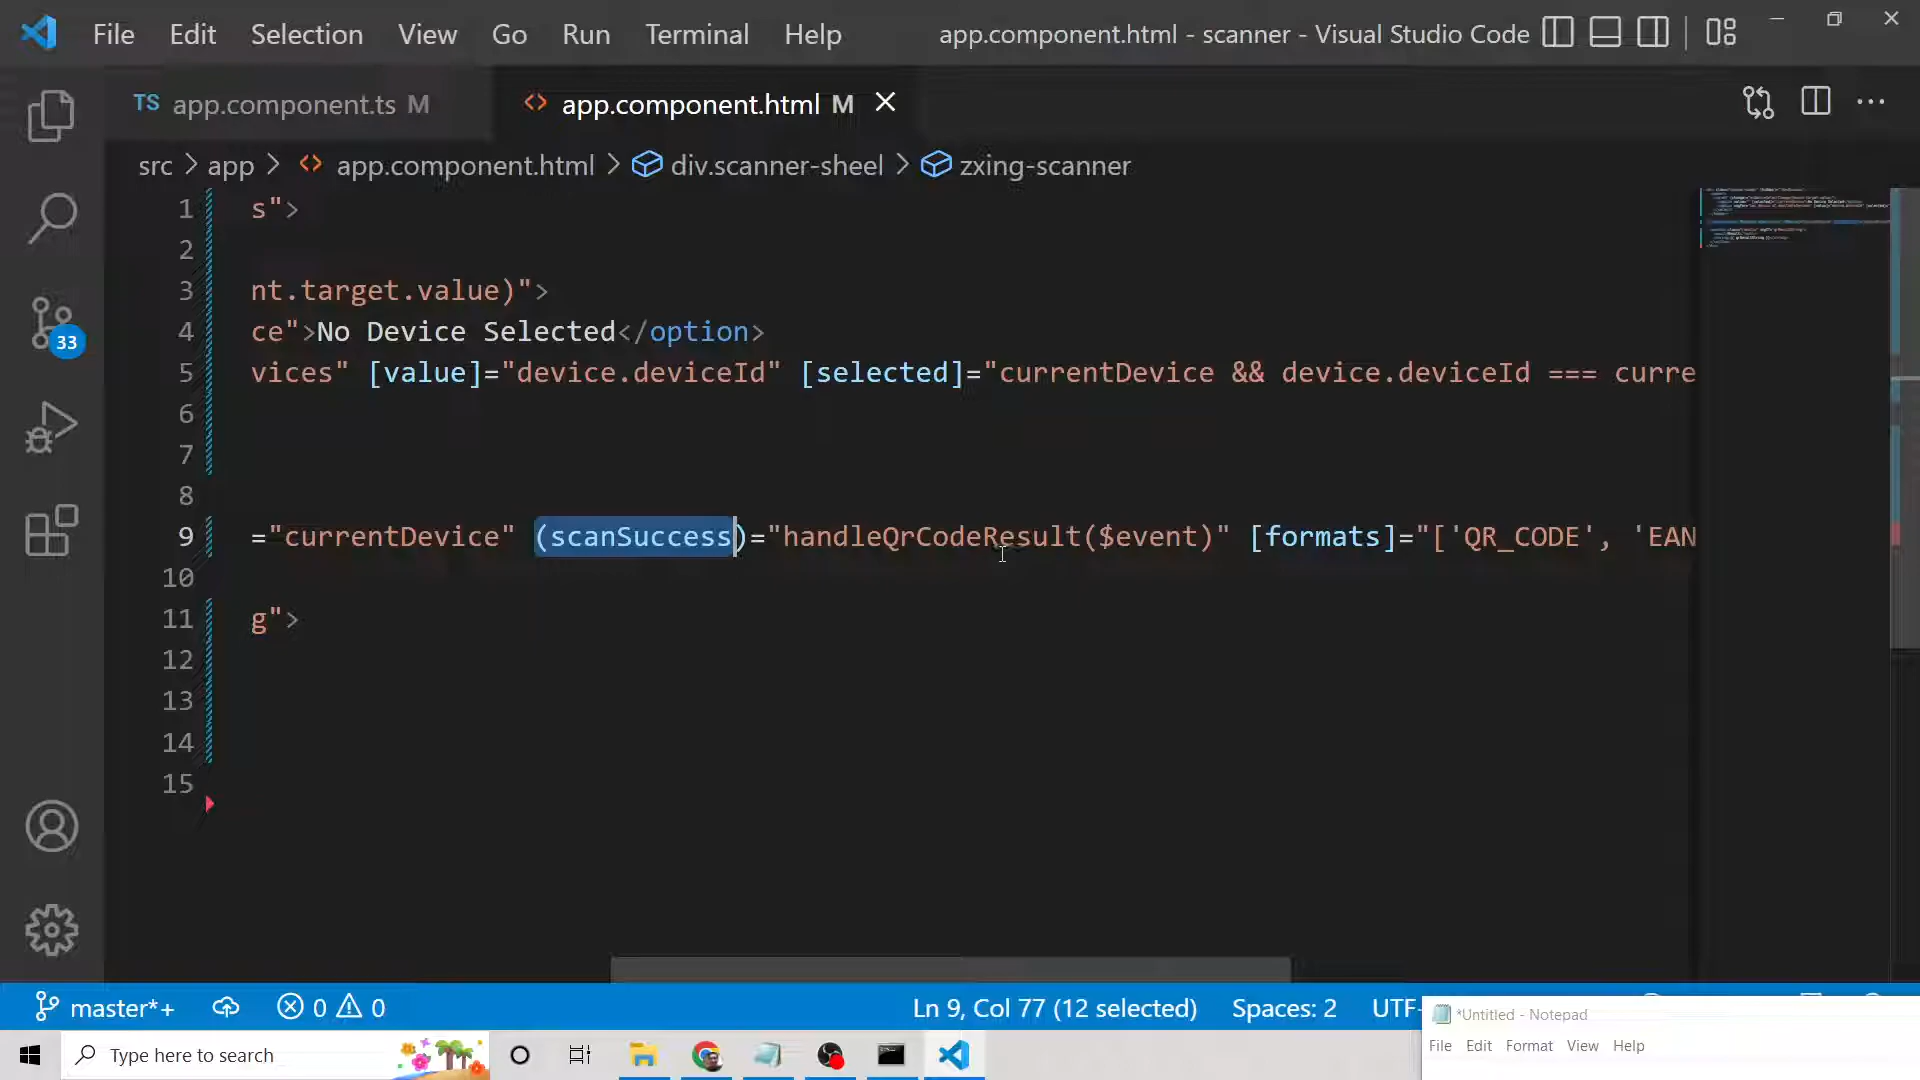 File Edit Selection View Go Run Terminal Help app.component.html - scanner - Visual Studio Code
TS app.component.ts M app.component.html M
src > app > app.component.html > div.scanner-sheel > zxing-scanner
1 s">
2
3 nt.target.value)">
4 ce">No Device Selected</option>
5 vices" [value]="device.deviceId" [selected]="currentDevice && device.deviceId === curre
6
7
8
9 ="currentDevice" (scanSuccess)="handleQrCodeResult($event)" [formats]="['QR_CODE', 'EAN
10
11 g">
12
13
14
15
33
master*+ 0 0 Ln 9, Col 77 (12 selected) Spaces: 2 UTF-
*Untitled - Notepad
File Edit Format View Help
Type here to search